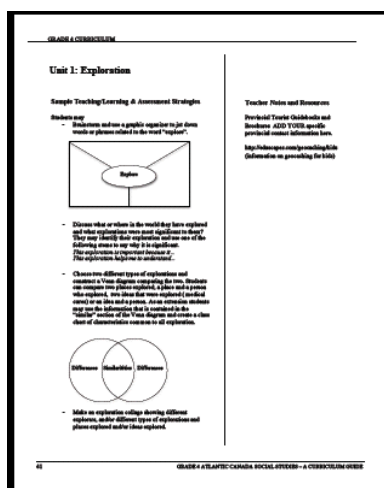 GRADE 4 CURRICULUM
Unit 1: Exploration
Sample Teaching/Learning & Assessment Strategies
Students may
- Brainstorm and use a graphic organizer to jot down
words or phrases related to the word "explore".
Explore
- Discuss what or where in the world they have explored
and what explorations were most significant to them?
They may identify their exploration and use one of the
following stems to say why it is significant.
This exploration is important because it…
This exploration helps me to understand…
- Choose two different types of explorations and
construct a Venn diagram comparing the two. Students
can compare two places explored, a place and a person
who explored, two ideas that were explored (medical
cures) or an idea and a person. As an extension students
may use the information that is contained in the
"similar" section of the Venn diagram and create a class
chart of characteristics common to all exploration.
Differences Similarities Differences
- Make an exploration collage showing different
explorers, and/or different types of explorations and
places explored and/or ideas explored.
Teacher Notes and Resources
Provincial Tourist Guidebooks and
Brochures ADD YOUR specific
provincial contact information here.
http://eduscapes.com/geocaching/kids
(information on geocaching for kids)
GRADE 4 ATLANTIC CANADA SOCIAL STUDIES – A CURRICULUM GUIDE